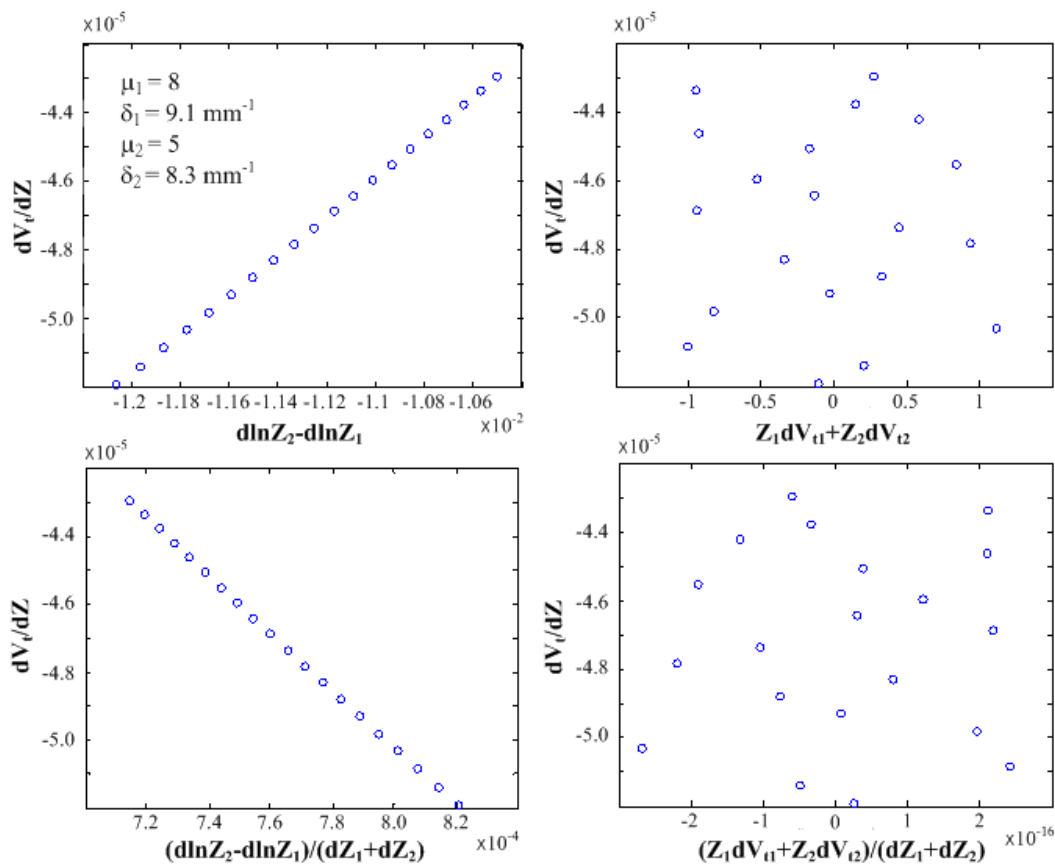 x10⁻⁵
dVₜ/dZ
-4.4
-4.6
-4.8
-5.0
μ₁ = 8
δ₁ = 9.1 mm⁻¹
μ₂ = 5
δ₂ = 8.3 mm⁻¹
-1.2 -1.18 -1.16 -1.14 -1.12 -1.1 -1.08 -1.06
x10⁻²
dlnZ₂-dlnZ₁
x10⁻⁵
dVₜ/dZ
-4.4
-4.6
-4.8
-5.0
-1 -0.5 0 0.5 1
Z₁dVₜ₁+Z₂dVₜ₂
x10⁻⁵
dVₜ/dZ
-4.4
-4.6
-4.8
-5.0
7.2 7.4 7.6 7.8 8.0 8.2
x10⁻⁴
(dlnZ₂-dlnZ₁)/(dZ₁+dZ₂)
x10⁻⁵
dVₜ/dZ
-4.4
-4.6
-4.8
-5.0
-2 -1 0 1 2
x10⁻¹⁶
(Z₁dVₜ₁+Z₂dVₜ₂)/(dZ₁+dZ₂)